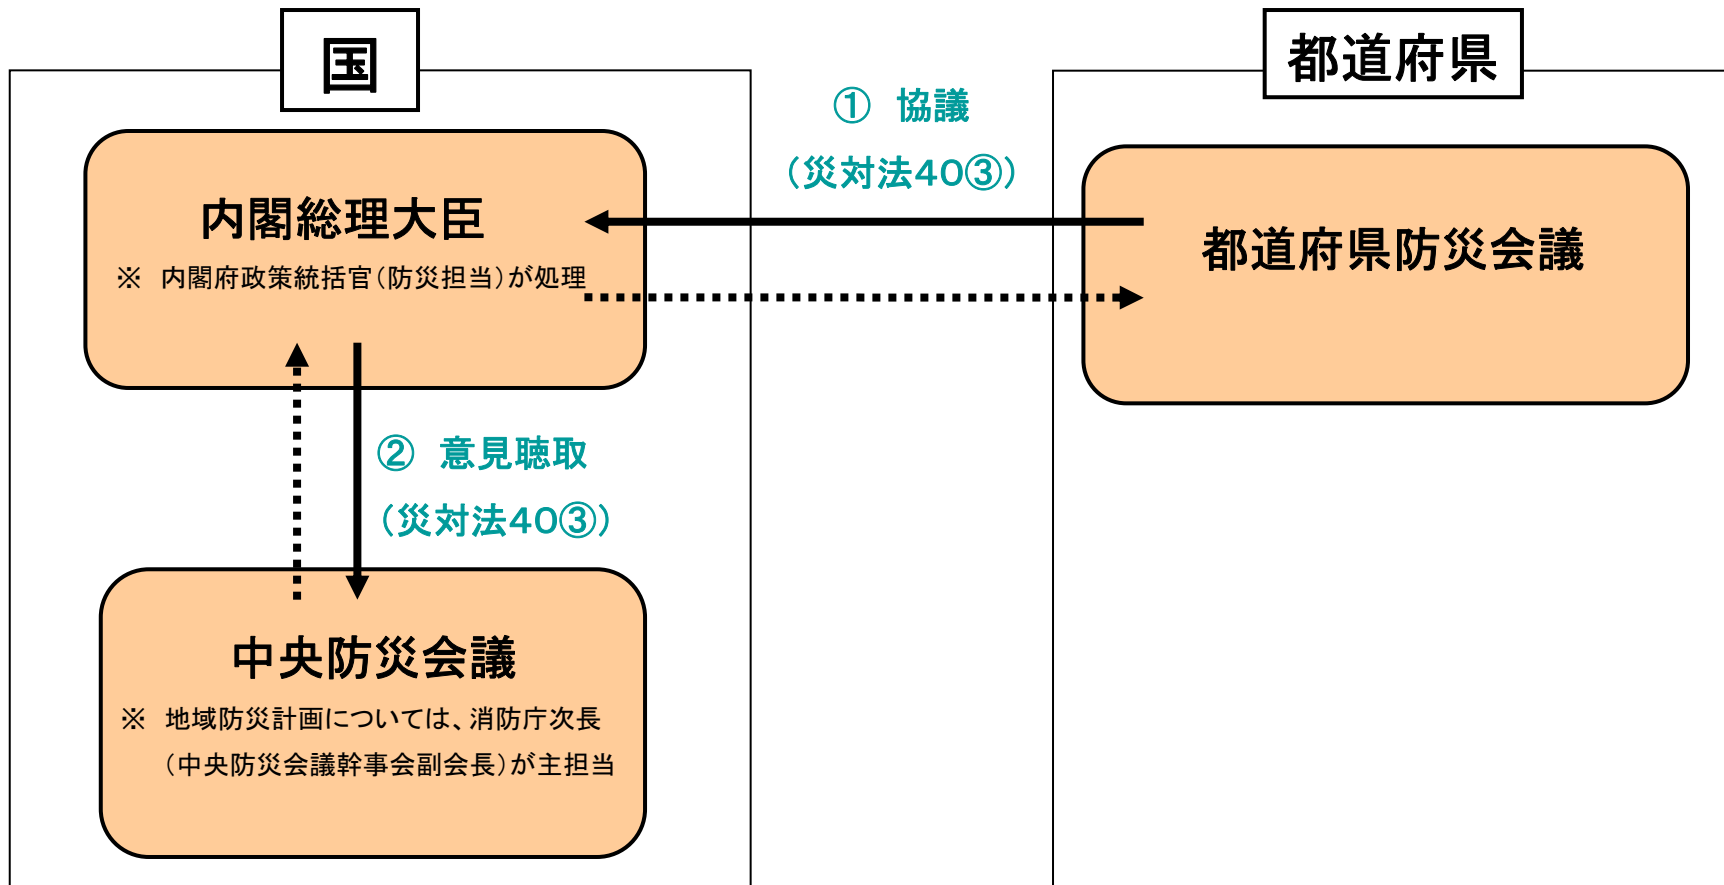 国
都道府県
① 協議
（災対法40③）
内閣総理大臣
※ 内閣府政策統括官（防災担当）が処理
都道府県防災会議
② 意見聴取
（災対法40③）
中央防災会議
※ 地域防災計画については、消防庁次長
（中央防災会議幹事会副会長）が主担当